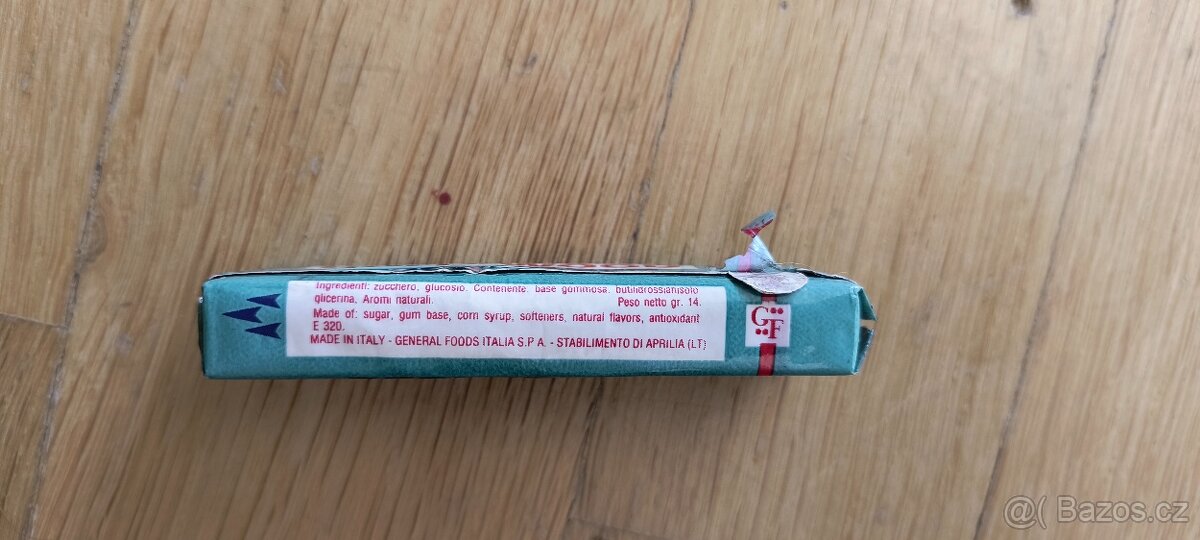 Ingredienti: zucchero, glucosio. Contenente: base gommosa, butilidrossianisolo
glicerina. Aromi naturali. Peso netto gr. 14.
Made of: sugar, gum base, corn syrup, softeners, natural flavors, antioxidant
E 320.
MADE IN ITALY - GENERAL FOODS ITALIA S.P.A. - STABILIMENTO DI APRILIA (LT)
G
F
@( Bazos.cz